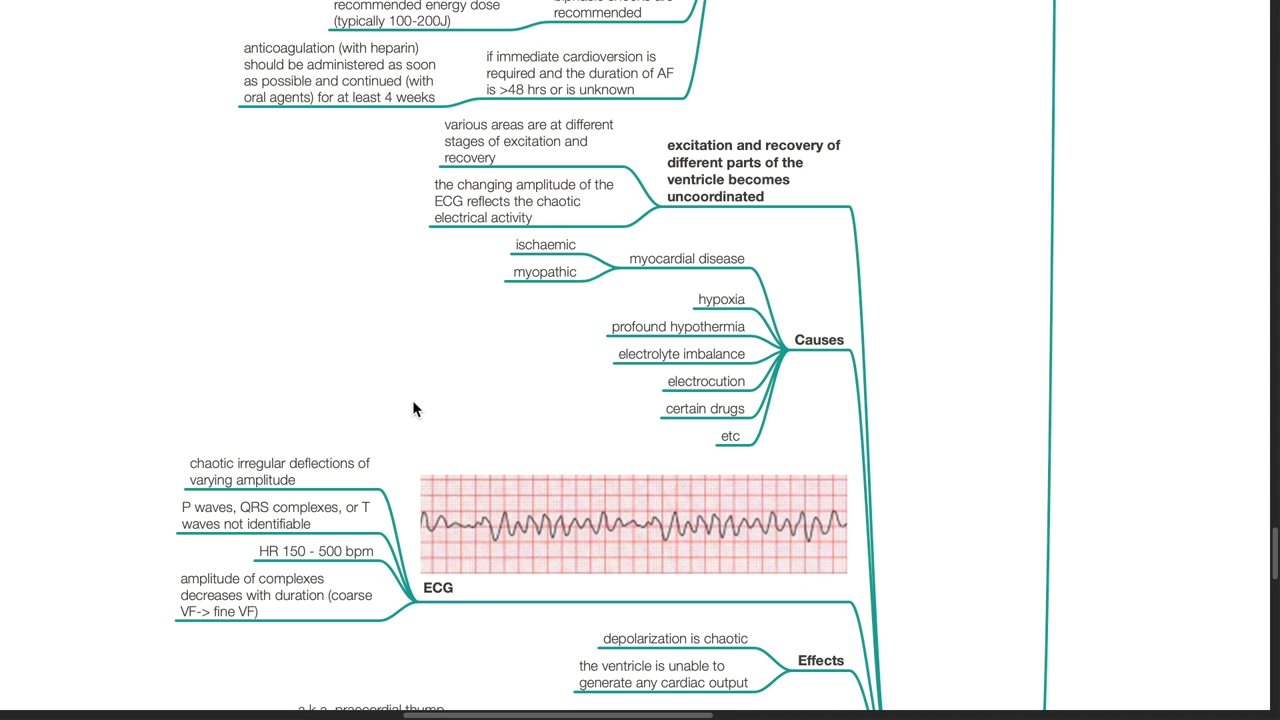 recommended energy dose
(typically 100-200J)
recommended
anticoagulation (with heparin)
should be administered as soon
as possible and continued (with
oral agents) for at least 4 weeks
if immediate cardioversion is
required and the duration of AF
is >48 hrs or is unknown
various areas are at different
stages of excitation and
recovery
the changing amplitude of the
ECG reflects the chaotic
electrical activity
excitation and recovery of
different parts of the
ventricle becomes
uncoordinated
ischaemic
myopathic
myocardial disease
hypoxia
profound hypothermia
electrolyte imbalance
electrocution
certain drugs
etc
Causes
chaotic irregular deflections of
varying amplitude
P waves, QRS complexes, or T
waves not identifiable
HR 150 - 500 bpm
amplitude of complexes
decreases with duration (coarse
VF-> fine VF)
ECG
depolarization is chaotic
the ventricle is unable to
generate any cardiac output
Effects
a.k.a. praecordial thump